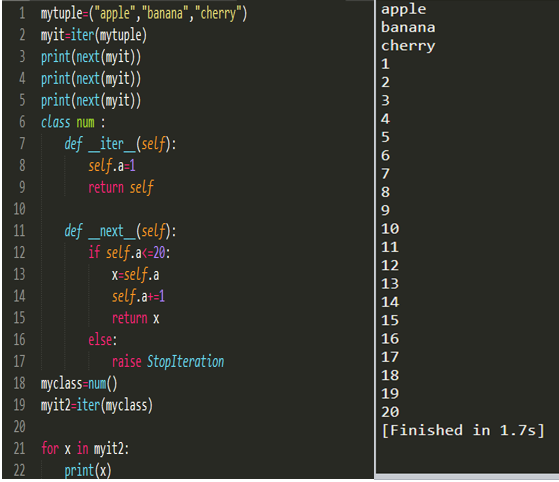 1 mytuple=("apple","banana","cherry")
2 myit=iter(mytuple)
3 print(next(myit))
4 print(next(myit))
5 print(next(myit))
6 class num :
7     def __iter__(self):
8         self.a=1
9         return self
10
11     def __next__(self):
12         if self.a<=20:
13             x=self.a
14             self.a+=1
15             return x
16         else:
17             raise StopIteration
18 myclass=num()
19 myit2=iter(myclass)
20
21 for x in myit2:
22     print(x)
apple
banana
cherry
1
2
3
4
5
6
7
8
9
10
11
12
13
14
15
16
17
18
19
20
[Finished in 1.7s]